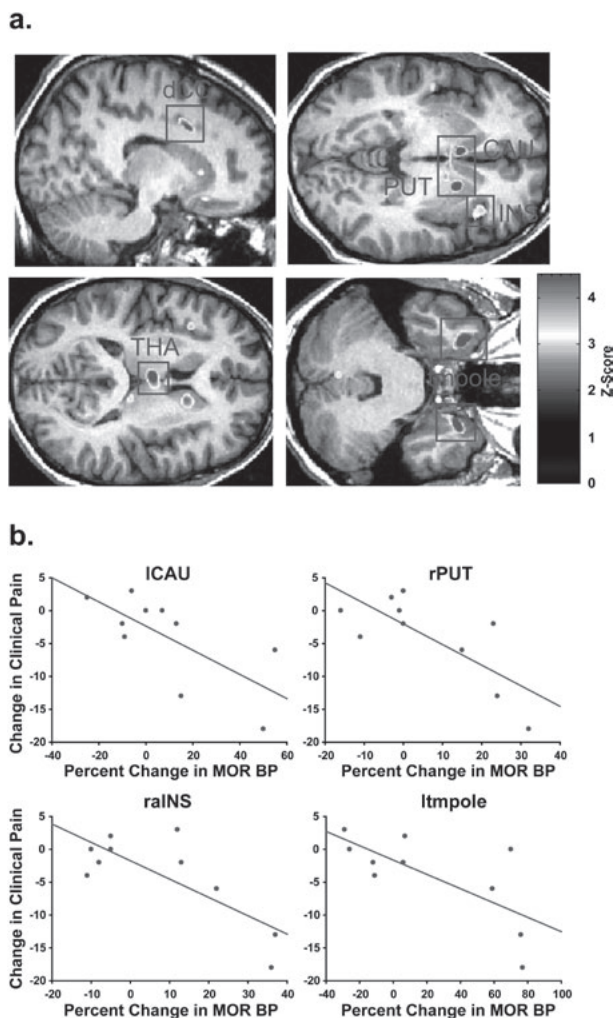 a.
dCC
CAU
PUT
INS
THA
tmpole
4
3
2
1
0
Z-Score
b.
lCAU
5
0
-5
-10
-15
-20
-40 -20 0 20 40 60
Change in Clinical Pain
Percent Change in MOR BP
rPUT
5
0
-5
-10
-15
-20
-20 -10 0 10 20 30 40
Percent Change in MOR BP
raINS
5
0
-5
-10
-15
-20
-20 -10 0 10 20 30 40
Change in Clinical Pain
Percent Change in MOR BP
ltmpole
5
0
-5
-10
-15
-20
-40 -20 0 20 40 60 80 100
Percent Change in MOR BP